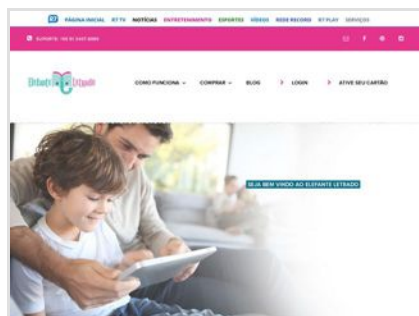 R7 PÁGINA INICIAL R7 TV NOTÍCIAS ENTRETENIMENTO ESPORTES VÍDEOS REDE RECORD R7 PLAY SERVIÇOS
Elefante Letrado
COMO FUNCIONA COMPRAR BLOG > LOGIN > ATIVE SEU CARTÃO
SEJA BEM VINDO AO ELEFANTE LETRADO